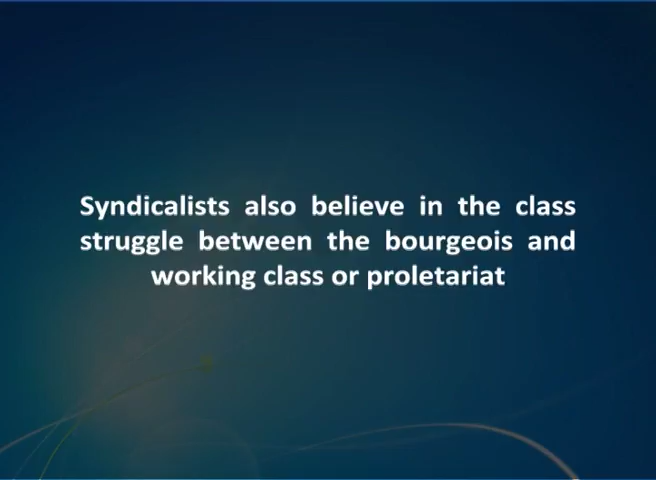 Syndicalists also believe in the class
struggle between the bourgeois and
working class or proletariat